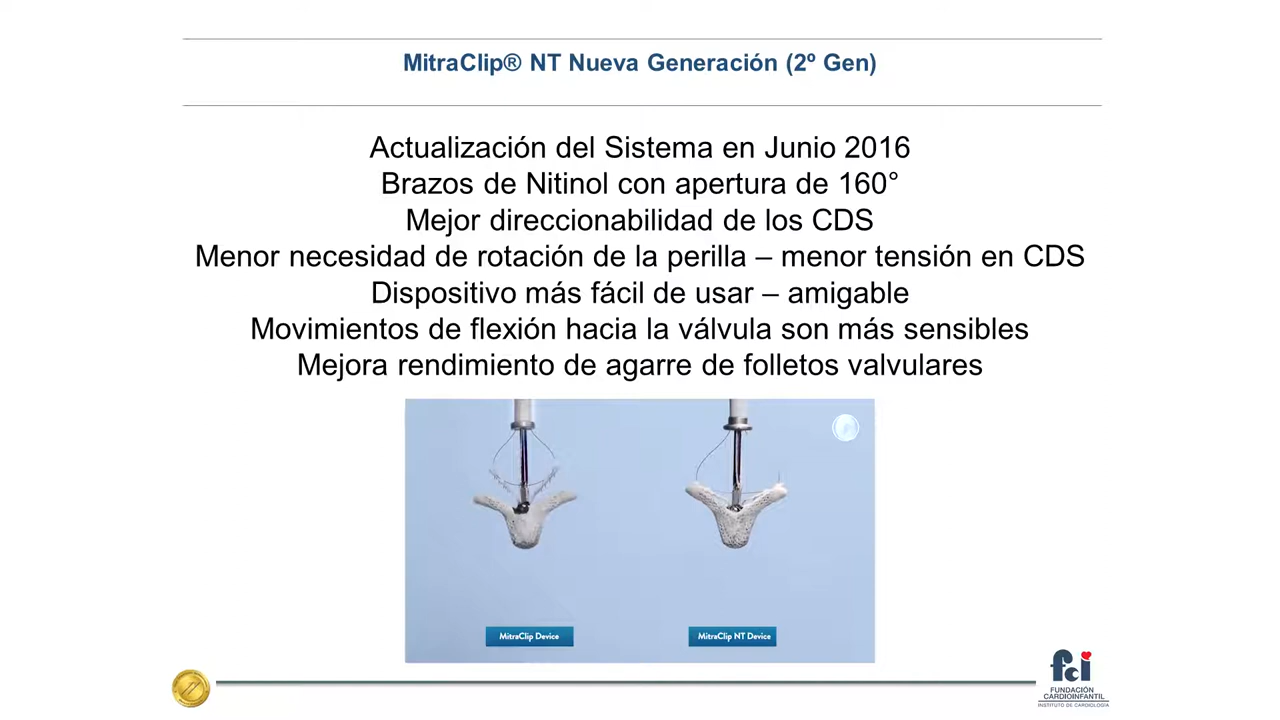 MitraClip® NT Nueva Generación (2º Gen)
Actualización del Sistema en Junio 2016
Brazos de Nitinol con apertura de 160°
Mejor direccionabilidad de los CDS
Menor necesidad de rotación de la perilla – menor tensión en CDS
Dispositivo más fácil de usar – amigable
Movimientos de flexión hacia la válvula son más sensibles
Mejora rendimiento de agarre de folletos valvulares
MitraClip Device
MitraClip NT Device
fci
FUNDACIÓN
CARDIOINFANTIL
INSTITUTO DE CARDIOLOGÍA